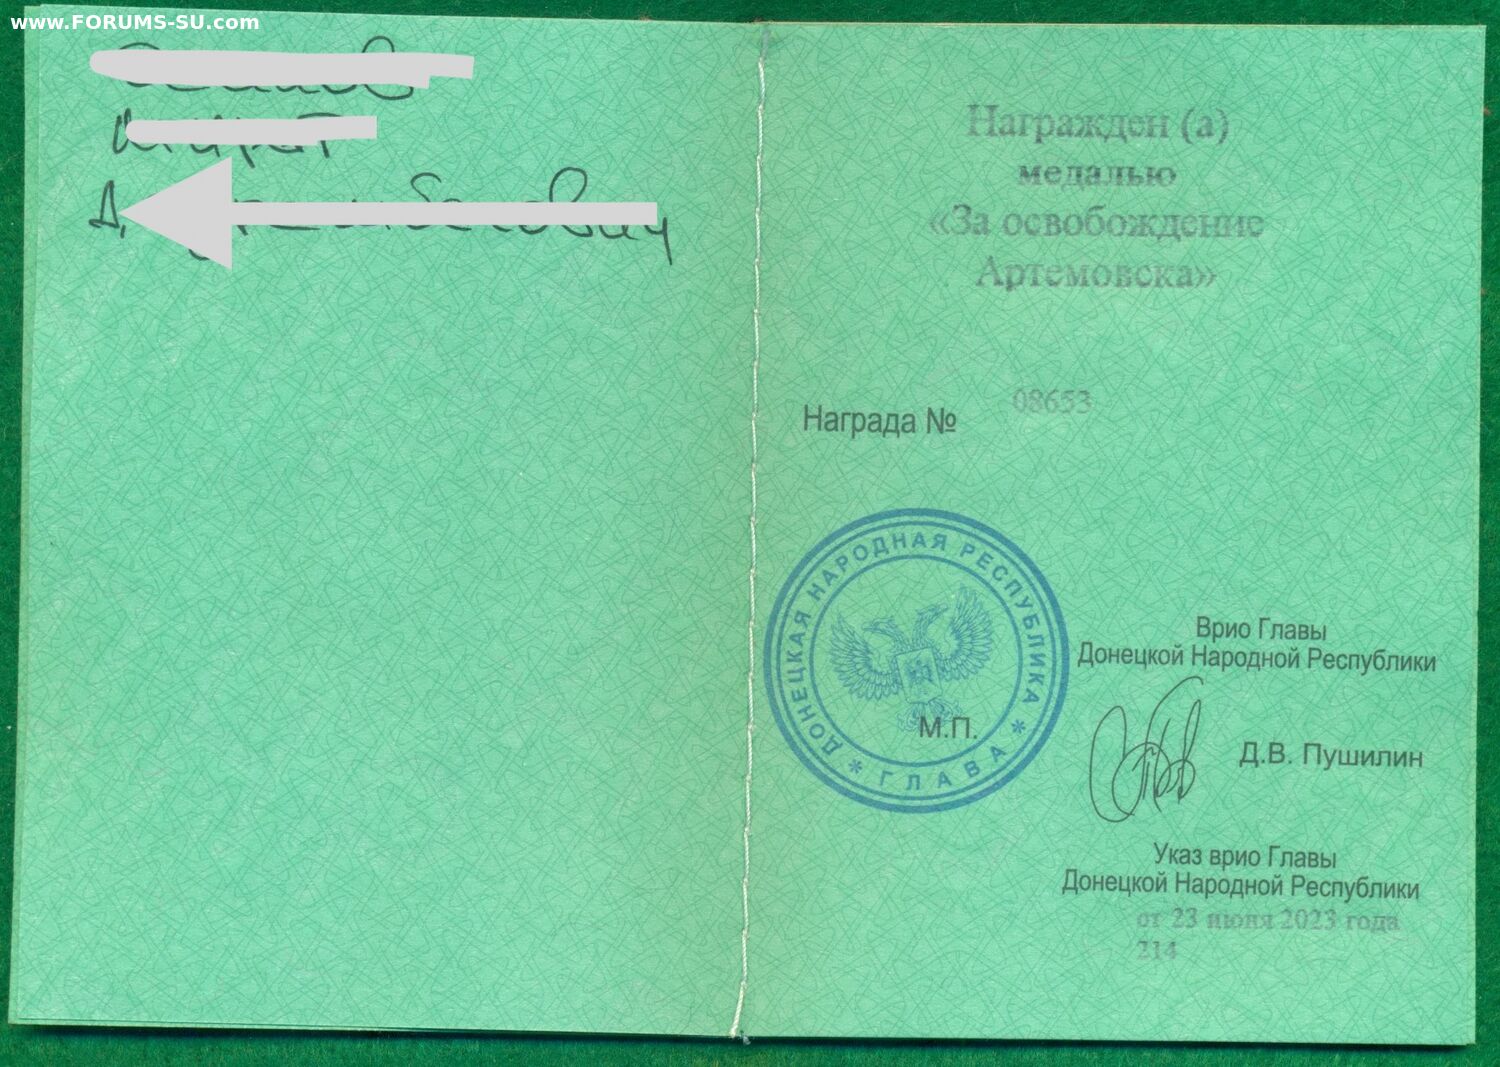 www.FORUMS-SU.com
Награжден (а)
медалью
«За освобождение
Артемовска»
Награда № 08653
ДОНЕЦКАЯ НАРОДНАЯ РЕСПУБЛИКА
* ГЛАВА *
М.П.
Врио Главы
Донецкой Народной Республики
Д.В. Пушилин
Указ врио Главы
Донецкой Народной Республики
от 23 июня 2023 года
214